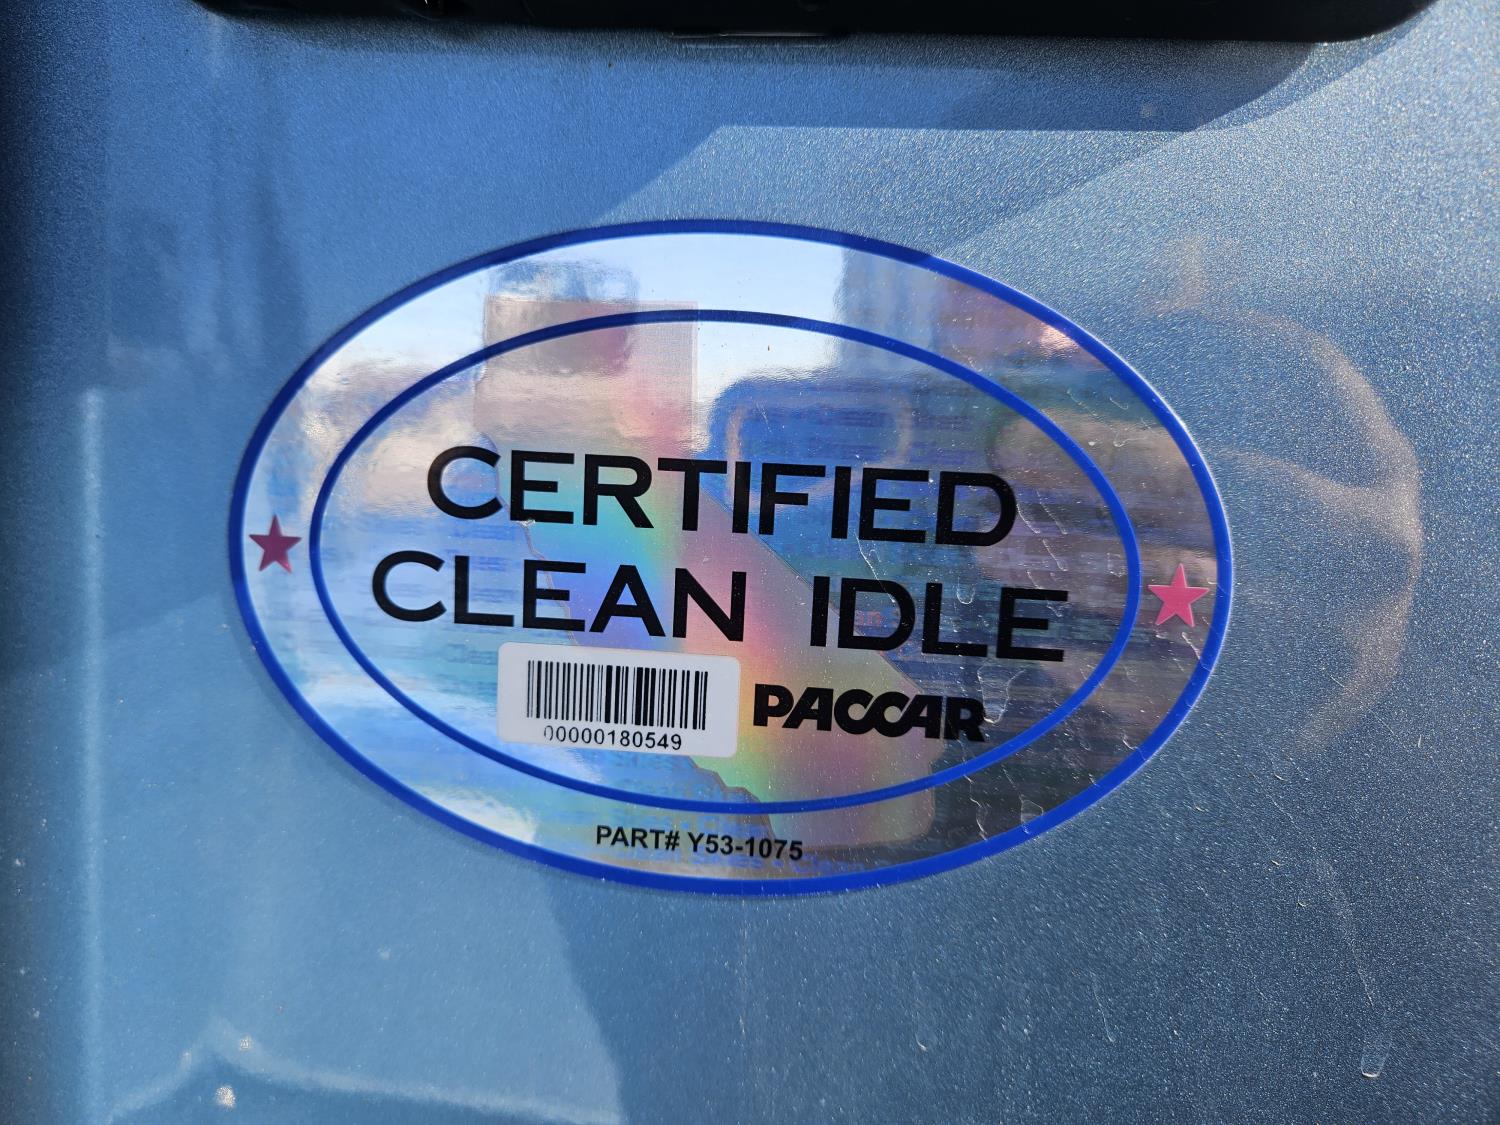 CERTIFIED
CLEAN IDLE
PACCAR
00000180549
PART# Y53-1075